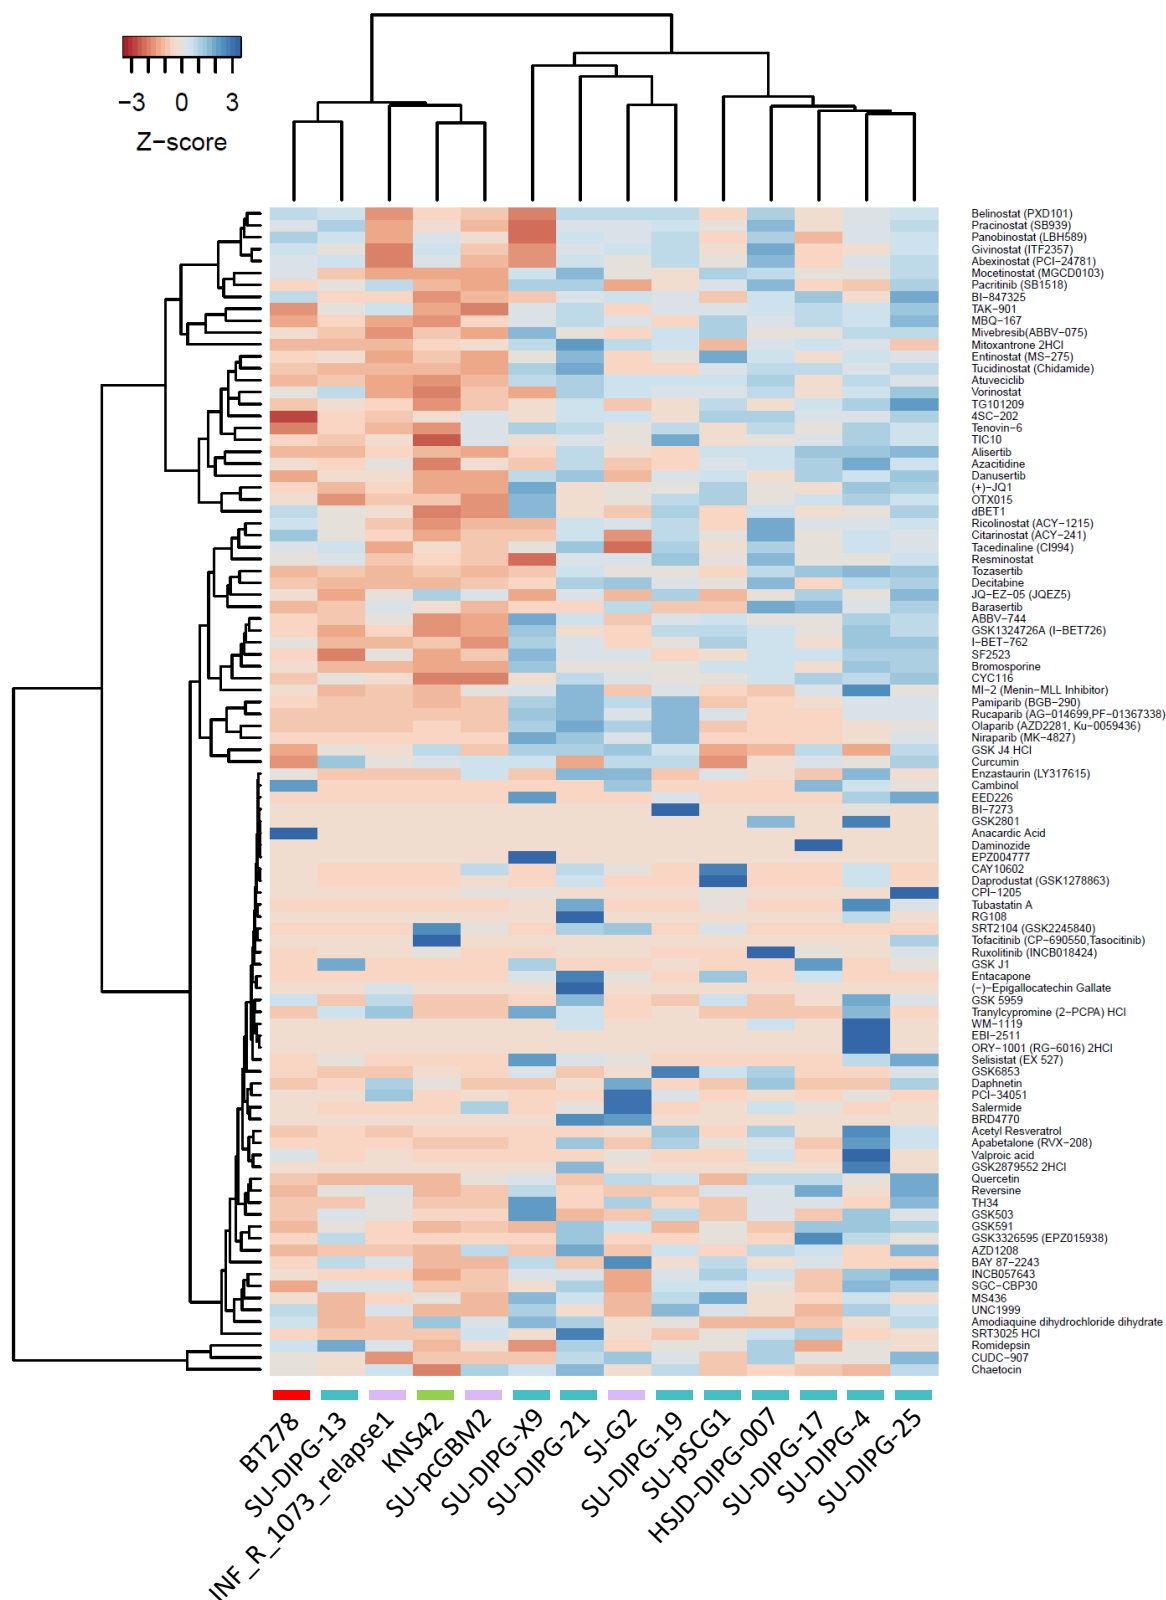 −3 0 3
Z−score
Belinostat (PXD101)
Pracinostat (SB939)
Panobinostat (LBH589)
Givinostat (ITF2357)
Abexinostat (PCI−24781)
Mocetinostat (MGCD0103)
Pacritinib (SB1518)
BI−847325
TAK−901
MBQ−167
Mivebresib(ABBV−075)
Mitoxantrone 2HCl
Entinostat (MS−275)
Tucidinostat (Chidamide)
Atuveciclib
Vorinostat
TG101209
4SC−202
Tenovin−6
TIC10
Alisertib
Azacitidine
Danusertib
(+)−JQ1
OTX015
dBET1
Ricolinostat (ACY−1215)
Citarinostat (ACY−241)
Tacedinaline (CI994)
Resminostat
Tozasertib
Decitabine
JQ−EZ−05 (JQEZ5)
Barasertib
ABBV−744
GSK1324726A (I−BET726)
I−BET−762
SF2523
Bromosporine
CYC116
MI−2 (Menin−MLL Inhibitor)
Pamiparib (BGB−290)
Rucaparib (AG−014699,PF−01367338)
Olaparib (AZD2281, Ku−0059436)
Niraparib (MK−4827)
GSK J4 HCl
Curcumin
Enzastaurin (LY317615)
Cambinol
EED226
BI−7273
GSK2801
Anacardic Acid
Daminozide
EPZ004777
CAY10602
Daprodustat (GSK1278863)
CPI−1205
Tubastatin A
RG108
SRT2104 (GSK2245840)
Tofacitinib (CP−690550,Tasocitinib)
Ruxolitinib (INCB018424)
GSK J1
Entacapone
(−)−Epigallocatechin Gallate
GSK 5959
Tranylcypromine (2−PCPA) HCl
WM−1119
EBI−2511
ORY−1001 (RG−6016) 2HCl
Selisistat (EX 527)
GSK6853
Daphnetin
PCI−34051
Salermide
BRD4770
Acetyl Resveratrol
Apabetalone (RVX−208)
Valproic acid
GSK2879552 2HCl
Quercetin
Reversine
TH34
GSK503
GSK591
GSK3326595 (EPZ015938)
AZD1208
BAY 87−2243
INCB057643
SGC−CBP30
MS436
UNC1999
Amodiaquine dihydrochloride dihydrate
SRT3025 HCl
Romidepsin
CUDC−907
Chaetocin
BT278
SU-DIPG-13
INF_R_1073_relapse1
KNS42
SU-pcGBM2
SU-DIPG-X9
SU-DIPG-21
SJ-G2
SU-DIPG-19
SU-pSCG1
HSJD-DIPG-007
SU-DIPG-17
SU-DIPG-4
SU-DIPG-25